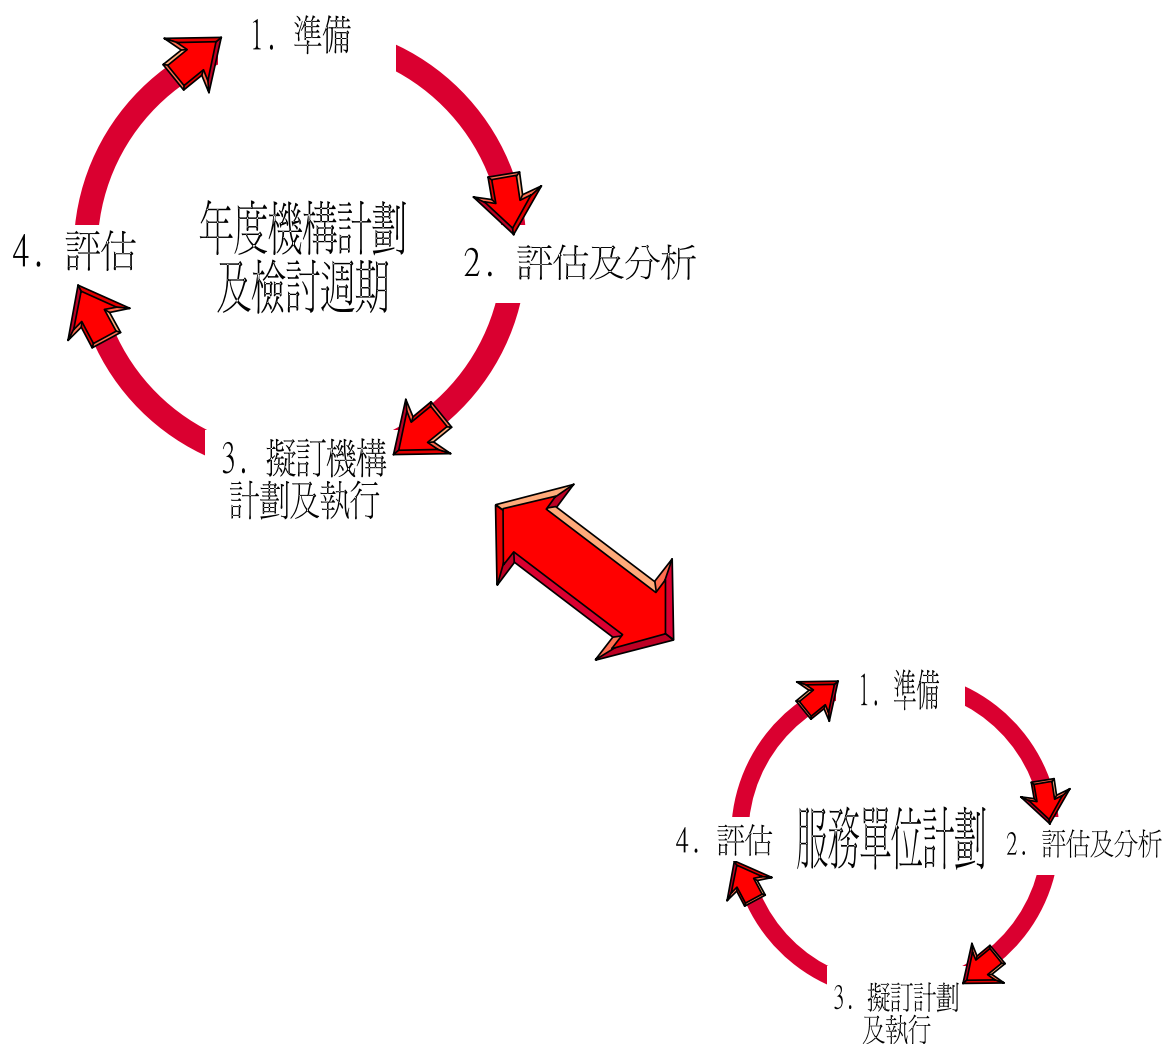 1. 準備
年度機構計劃
及檢討週期
4. 評估
2. 評估及分析
3. 擬訂機構
計劃及執行
1. 準備
服務單位計劃
4. 評估
2. 評估及分析
3. 擬訂計劃
及執行